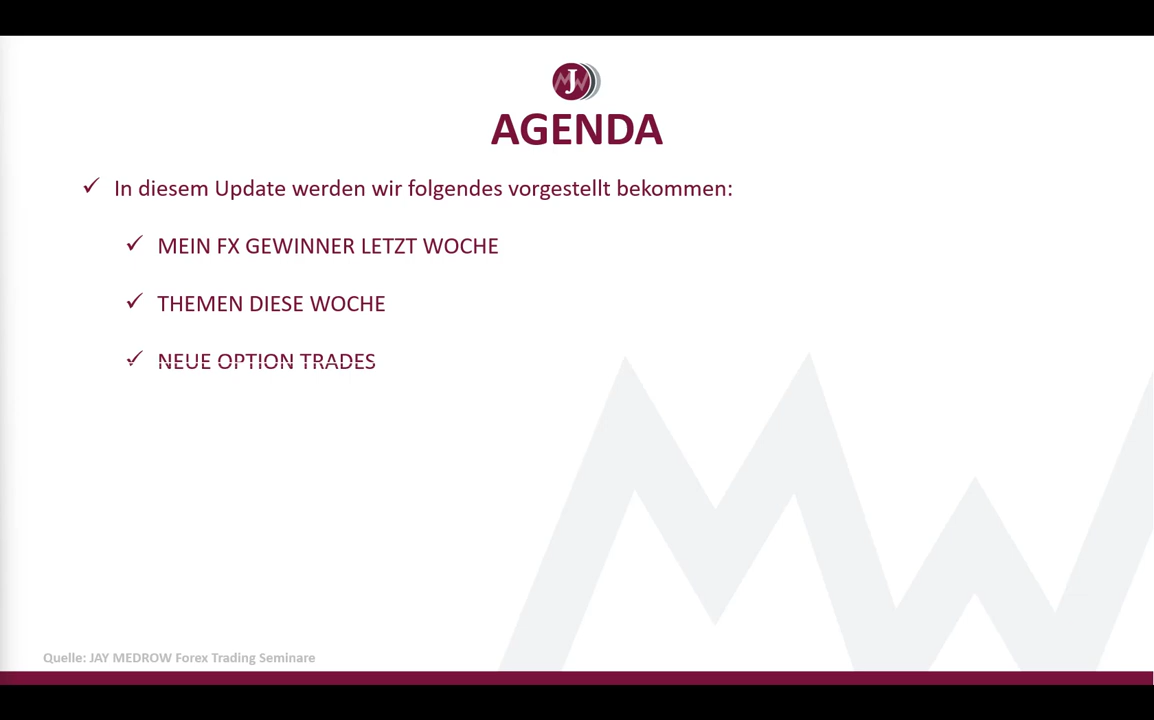 J
AGENDA
✓ In diesem Update werden wir folgendes vorgestellt bekommen:
✓ MEIN FX GEWINNER LETZT WOCHE
✓ THEMEN DIESE WOCHE
✓ NEUE OPTION TRADES
Quelle: JAY MEDROW Forex Trading Seminare